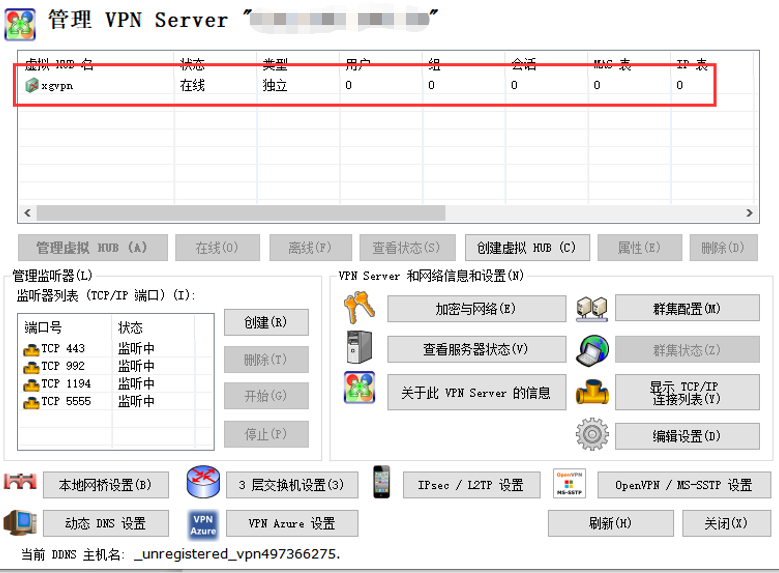 管理 VPN Server "
"
虚拟 HUB 名 状态 类型 用户 组 会话 MAC 表 IP 表
xgvpn 在线 独立 0 0 0 0 0
管理虚拟 HUB (A) 在线(O) 离线(F) 查看状态(S) 创建虚拟 HUB (C) 属性(E) 删除(D)
管理监听器(L)
监听器列表 (TCP/IP 端口) (I):
端口号 状态
TCP 443 监听中
TCP 992 监听中
TCP 1194 监听中
TCP 5555 监听中
创建(R)
删除(T)
开始(G)
停止(P)
VPN Server 和网络信息和设置(N)
加密与网络(E)
查看服务器状态(V)
关于此 VPN Server 的信息
群集配置(M)
群集状态(Z)
显示 TCP/IP
连接列表(Y)
编辑设置(D)
本地网桥设置(B) 3 层交换机设置(3) IPsec / L2TP 设置 OpenVPN
MS-SSTP OpenVPN / MS-SSTP 设置
动态 DNS 设置 VPN
Azure VPN Azure 设置 刷新(H) 关闭(X)
当前 DDNS 主机名: _unregistered_vpn497366275.